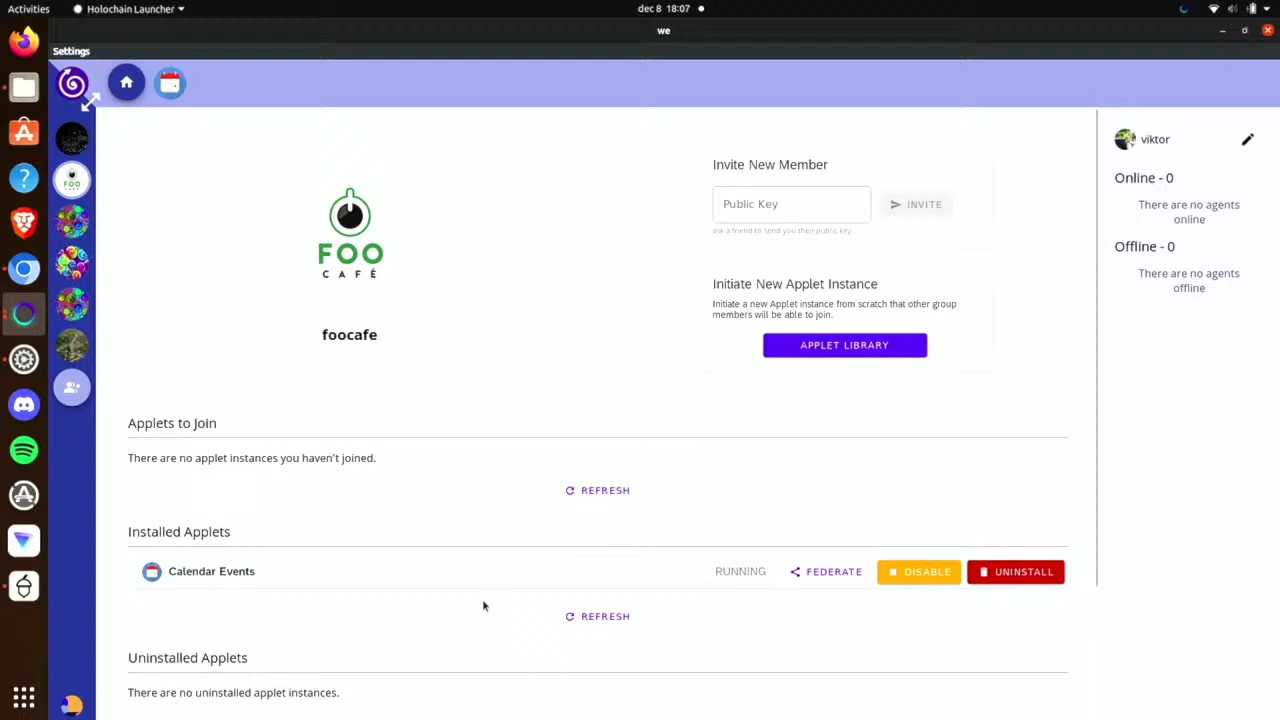 Activities
Holochain Launcher
dec 8 18:07
we
Settings
FOO
CAFÉ
foocafe
Invite New Member
Public Key
INVITE
ask a friend to send you their public key
Initiate New Applet Instance
Initiate a new Applet instance from scratch that other group
members will be able to join.
APPLET LIBRARY
viktor
Online - 0
There are no agents
online
Offline - 0
There are no agents
offline
Applets to Join
There are no applet instances you haven't joined.
REFRESH
Installed Applets
Calendar Events
RUNNING
FEDERATE
DISABLE
UNINSTALL
REFRESH
Uninstalled Applets
There are no uninstalled applet instances.